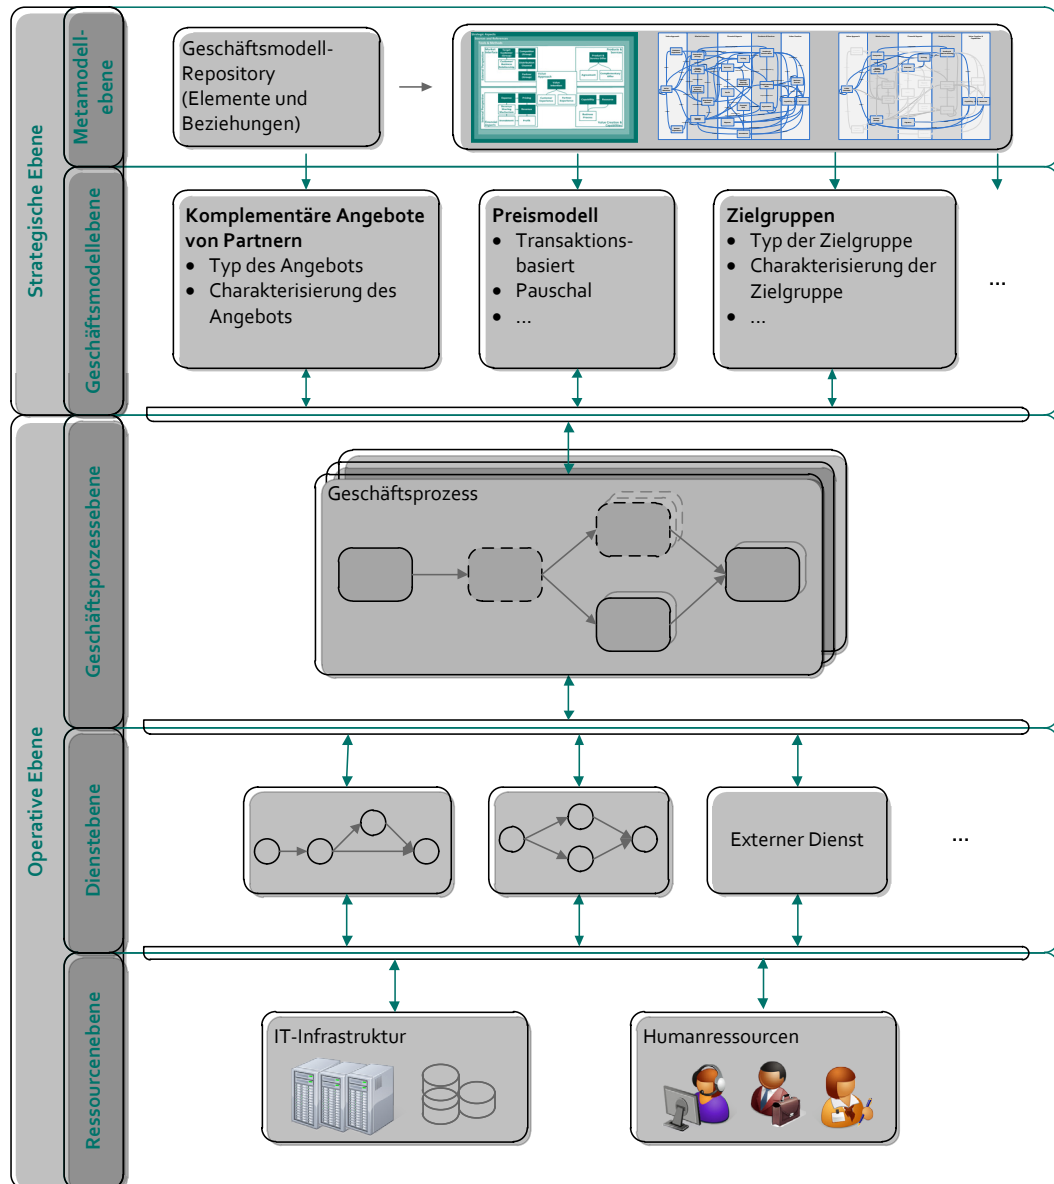 Strategische Ebene
Metamodell-
ebene
Geschäftsmodell-
Repository
(Elemente und
Beziehungen)
Geschäftsmodellebene
Komplementäre Angebote
von Partnern
• Typ des Angebots
• Charakterisierung des
Angebots
Preismodell
• Transaktions-
basiert
• Pauschal
• ...
Zielgruppen
• Typ der Zielgruppe
• Charakterisierung der
Zielgruppe
• ...
...
Operative Ebene
Geschäftsprozessebene
Geschäftsprozess
Dienstebene
Externer Dienst
...
Ressourcenebene
IT-Infrastruktur
Humanressourcen